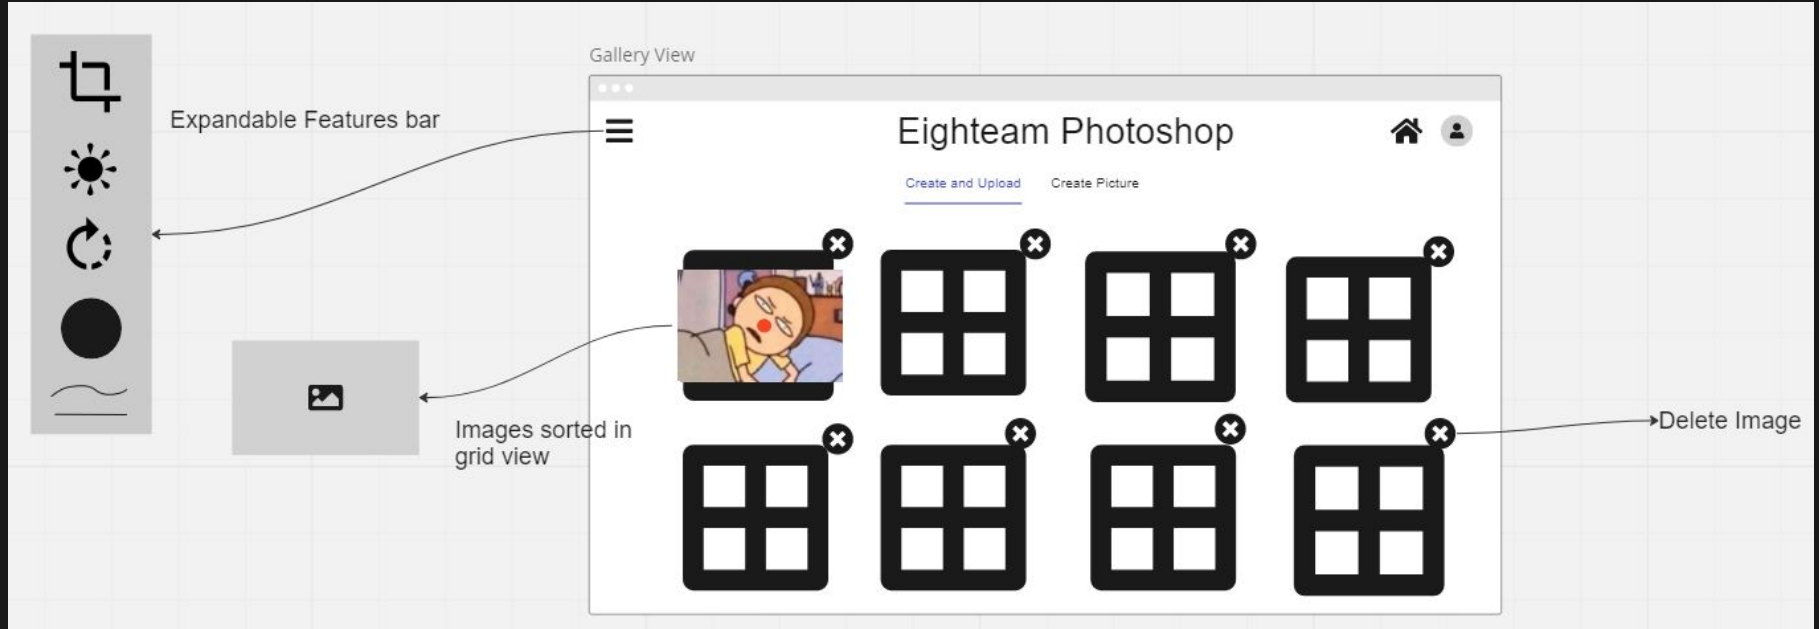 Gallery View
Expandable Features bar
Eighteam Photoshop
Create and Upload
Create Picture
Images sorted in
grid view
Delete Image